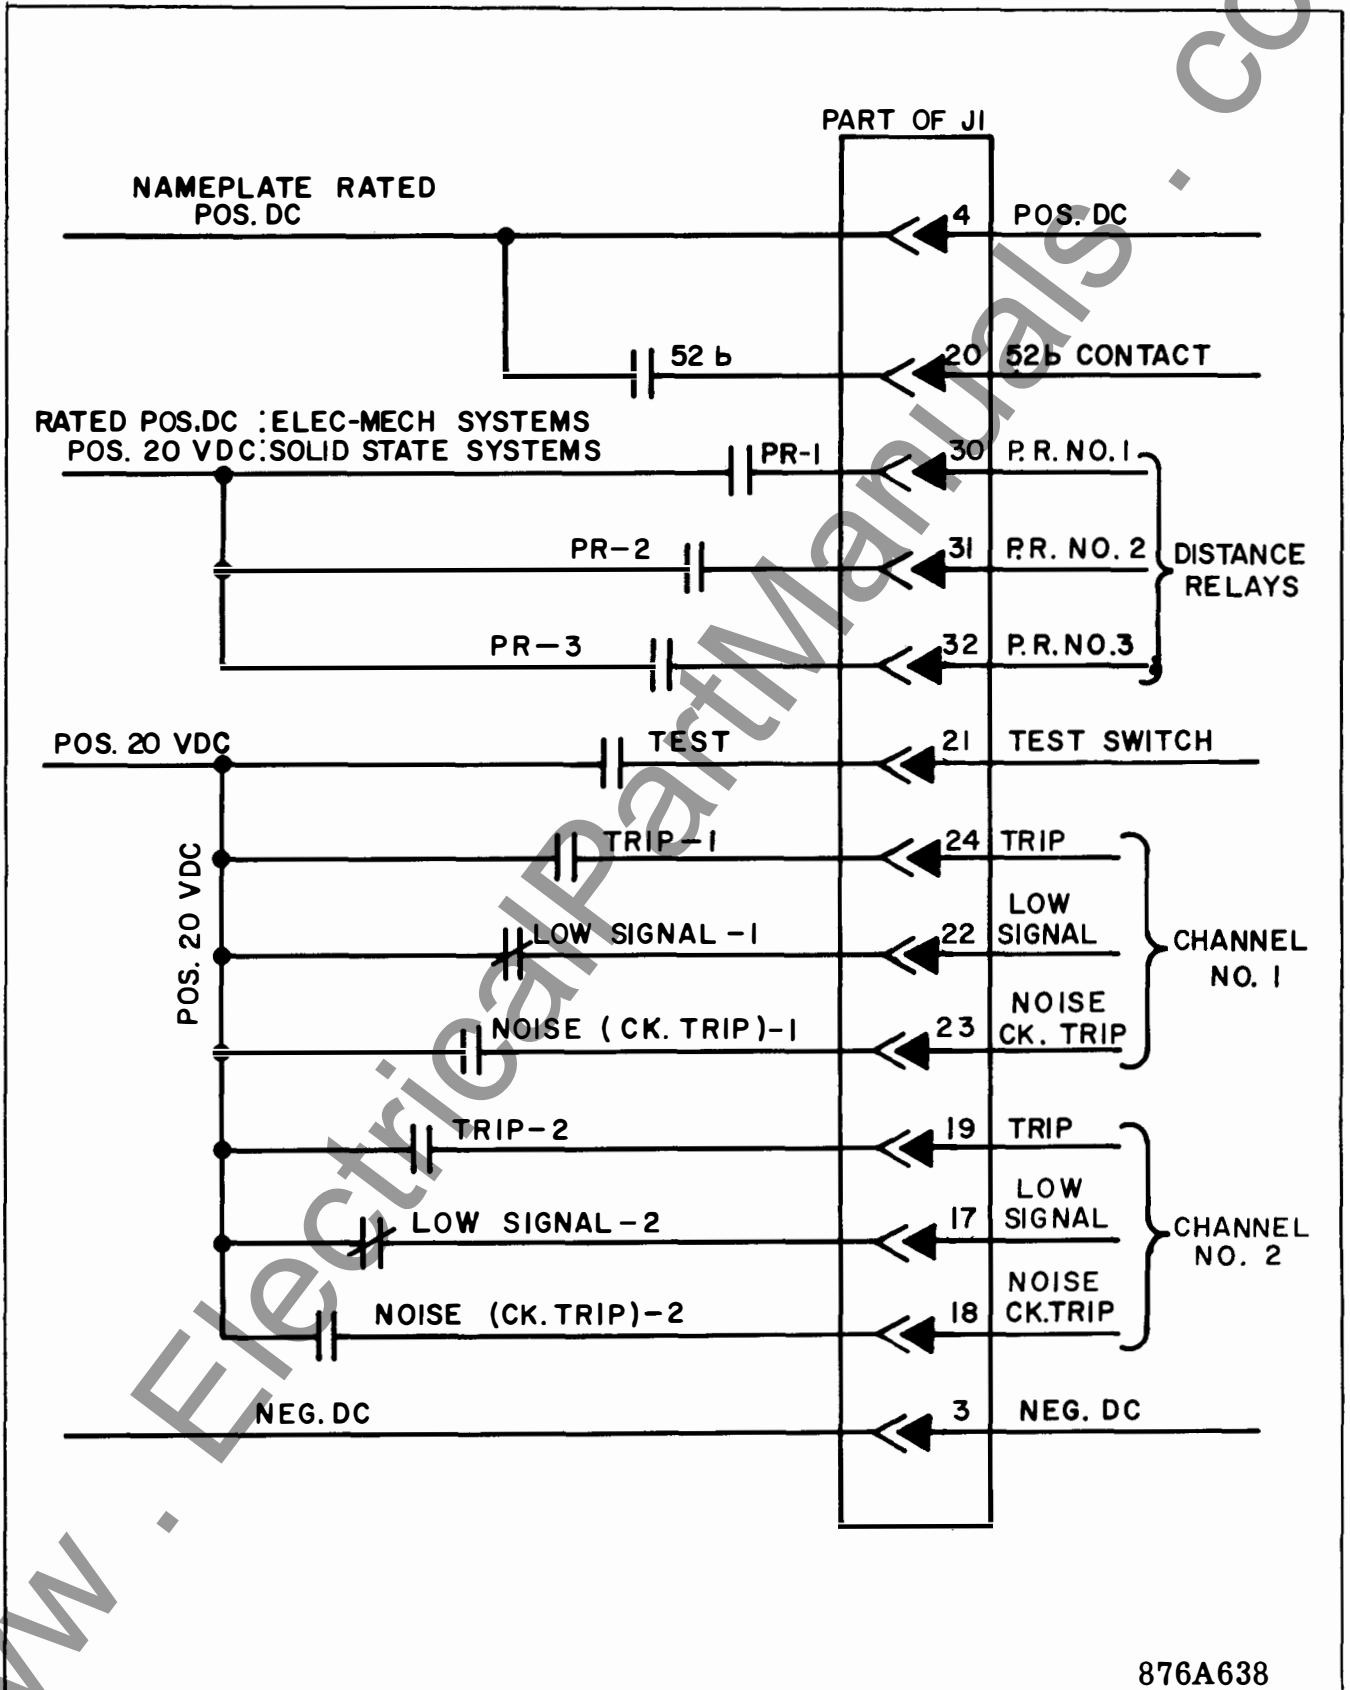 PART OF J1
NAMEPLATE RATED
POS. DC
4 POS. DC
52 b
20 52b CONTACT
RATED POS.DC : ELEC-MECH SYSTEMS
POS. 20 VDC: SOLID STATE SYSTEMS
PR-1
30 P.R. NO. 1
PR-2
31 P.R. NO. 2
DISTANCE
RELAYS
PR-3
32 P.R. NO. 3
POS. 20 VDC
TEST
21 TEST SWITCH
POS. 20 VDC
TRIP-1
24 TRIP
LOW SIGNAL-1
22 LOW
SIGNAL
CHANNEL
NO. 1
NOISE (CK. TRIP)-1
23 NOISE
CK. TRIP
TRIP-2
19 TRIP
LOW SIGNAL-2
17 LOW
SIGNAL
CHANNEL
NO. 2
NOISE (CK. TRIP)-2
18 NOISE
CK.TRIP
NEG. DC
3 NEG. DC
876A638
www . ElectricalPartManuals . co